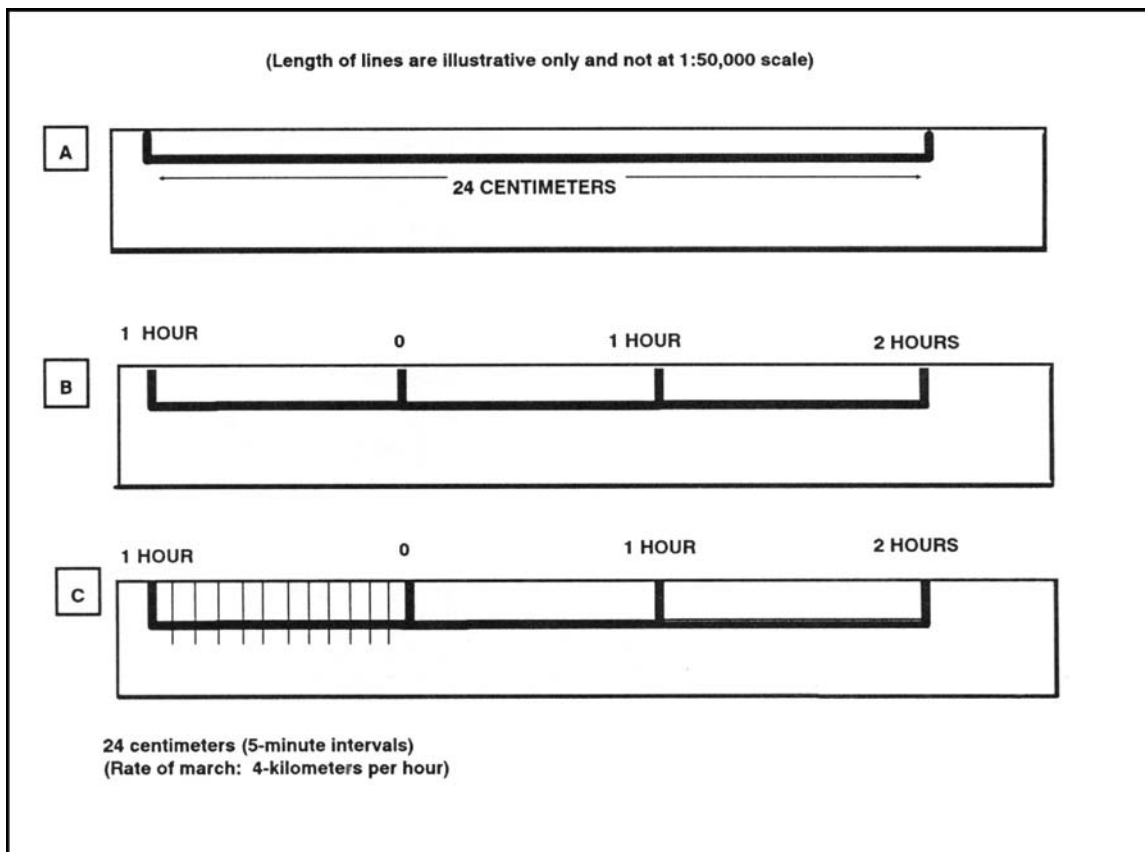 (Length of lines are illustrative only and not at 1:50,000 scale)
A
24 CENTIMETERS
1 HOUR 0 1 HOUR 2 HOURS
B
1 HOUR 0 1 HOUR 2 HOURS
C
24 centimeters (5-minute intervals)
(Rate of march: 4-kilometers per hour)